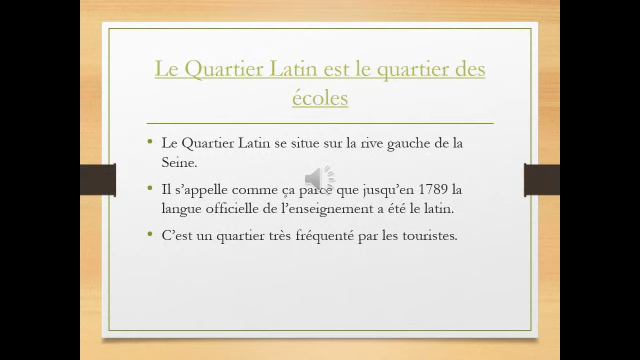 Le Quartier Latin est le quartier des
écoles
• Le Quartier Latin se situe sur la rive gauche de la
Seine.
• Il s'appelle comme ça parce que jusqu'en 1789 la
langue officielle de l'enseignement a été le latin.
• C'est un quartier très fréquenté par les touristes.